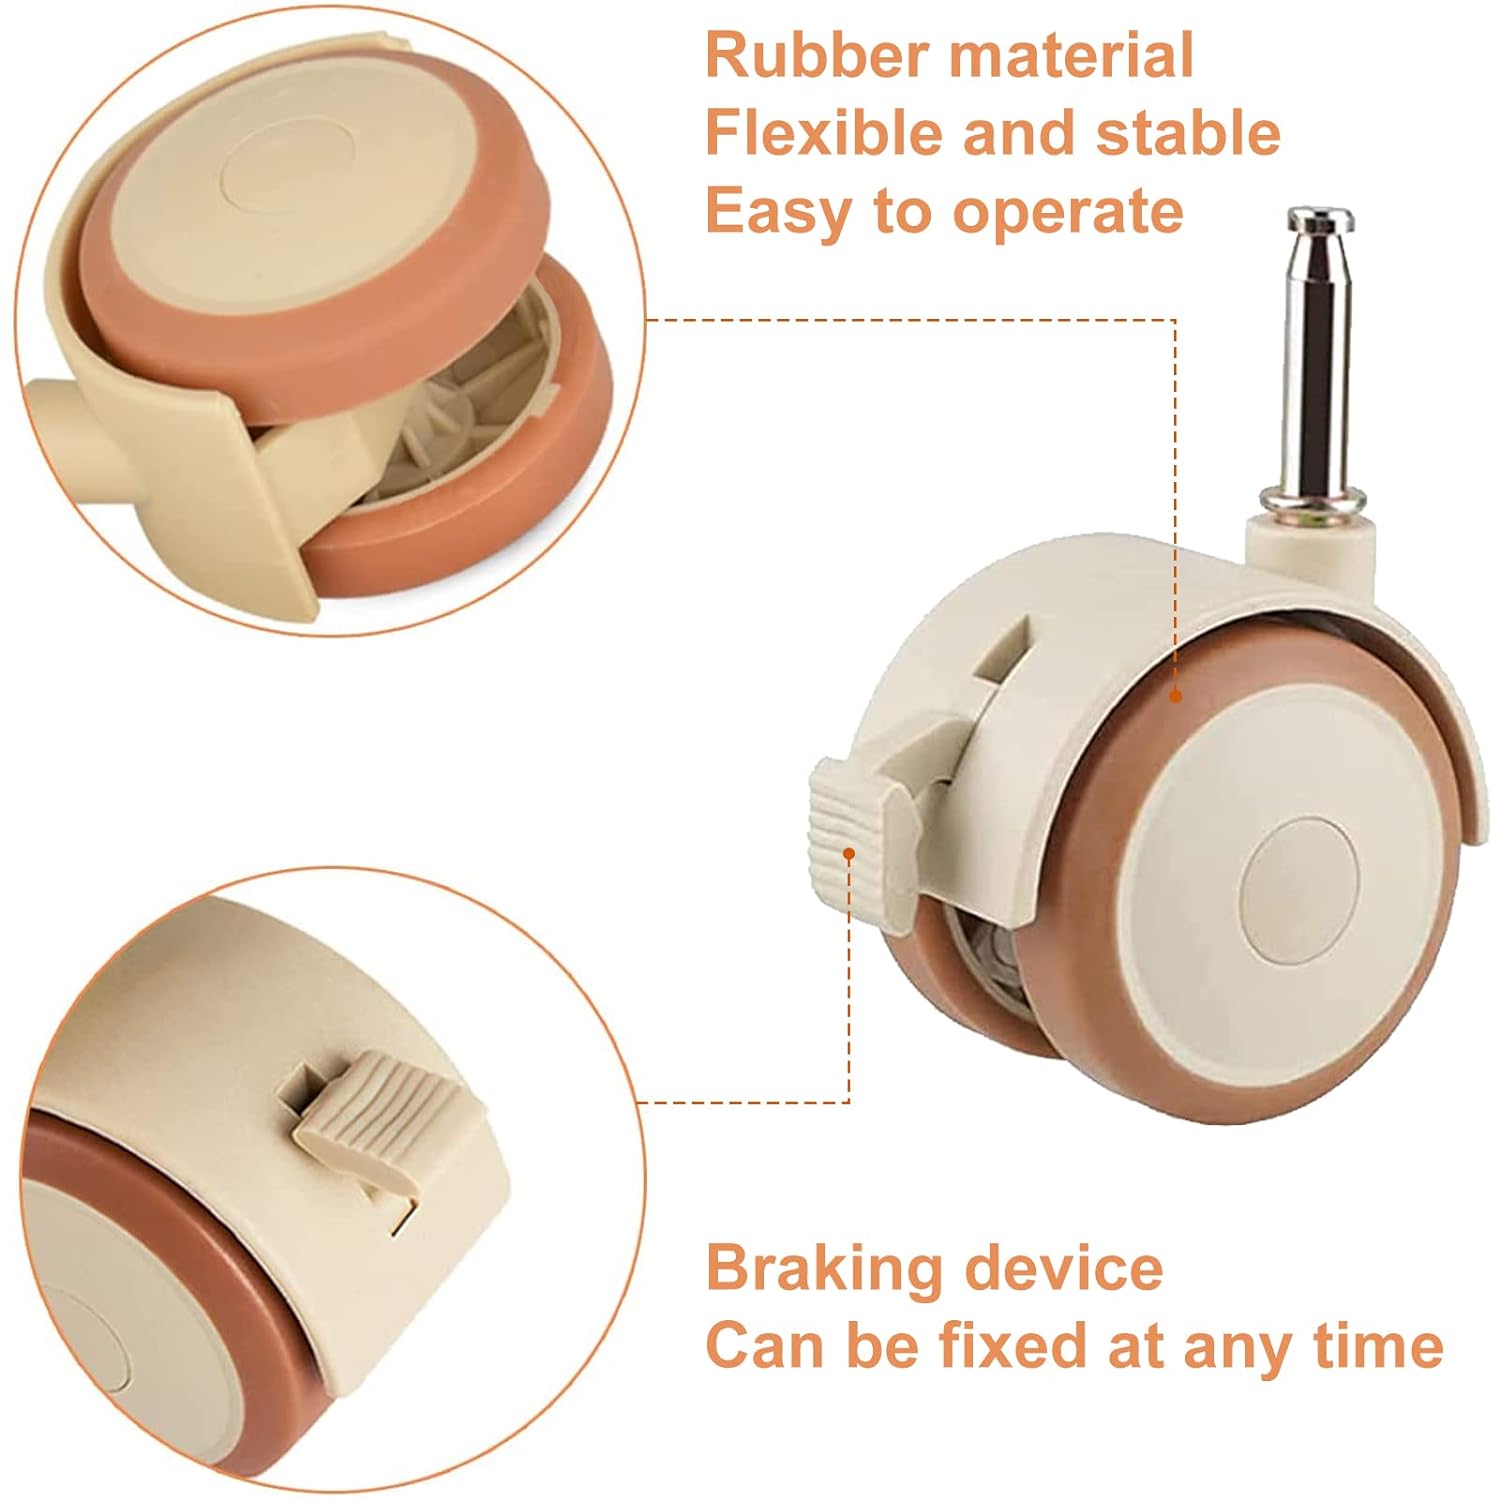 Rubber material
Flexible and stable
Easy to operate
Braking device
Can be fixed at any time